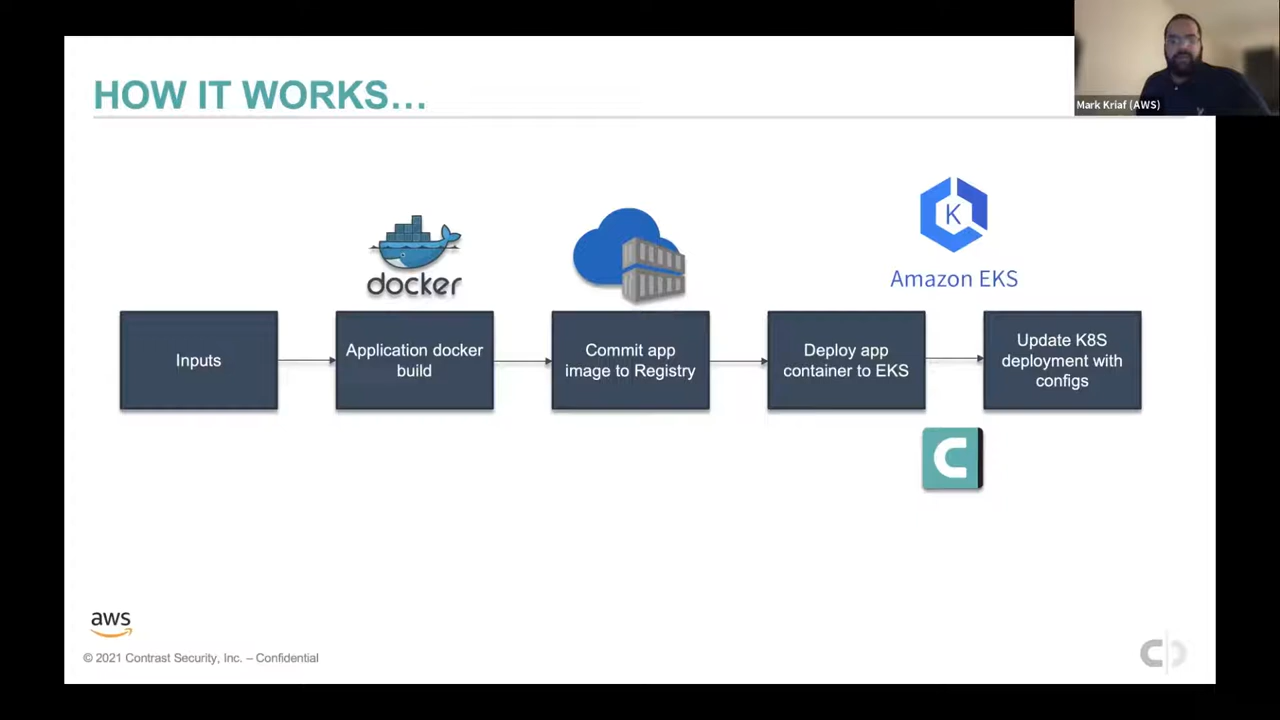 HOW IT WORKS...
Mark Kriaf (AWS)
docker
K
Amazon EKS
Inputs
Application docker
build
Commit app
image to Registry
Deploy app
container to EKS
Update K8S
deployment with
configs
C
aws
© 2021 Contrast Security, Inc. – Confidential